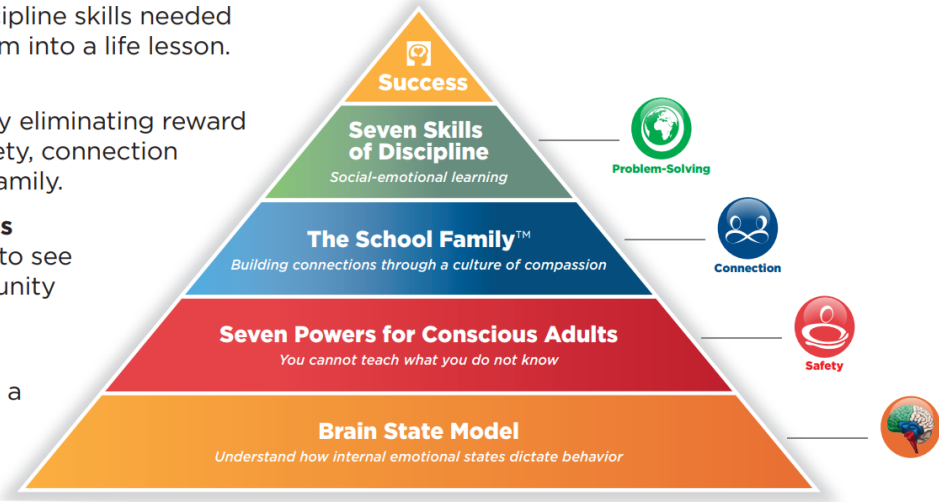 cipline skills needed
m into a life lesson.
y eliminating reward
ety, connection
amily.
s
to see
unity
a
Success
Seven Skills
of Discipline
Social-emotional learning
Problem-Solving
The School Family™
Building connections through a culture of compassion
Connection
Seven Powers for Conscious Adults
You cannot teach what you do not know
Safety
Brain State Model
Understand how internal emotional states dictate behavior